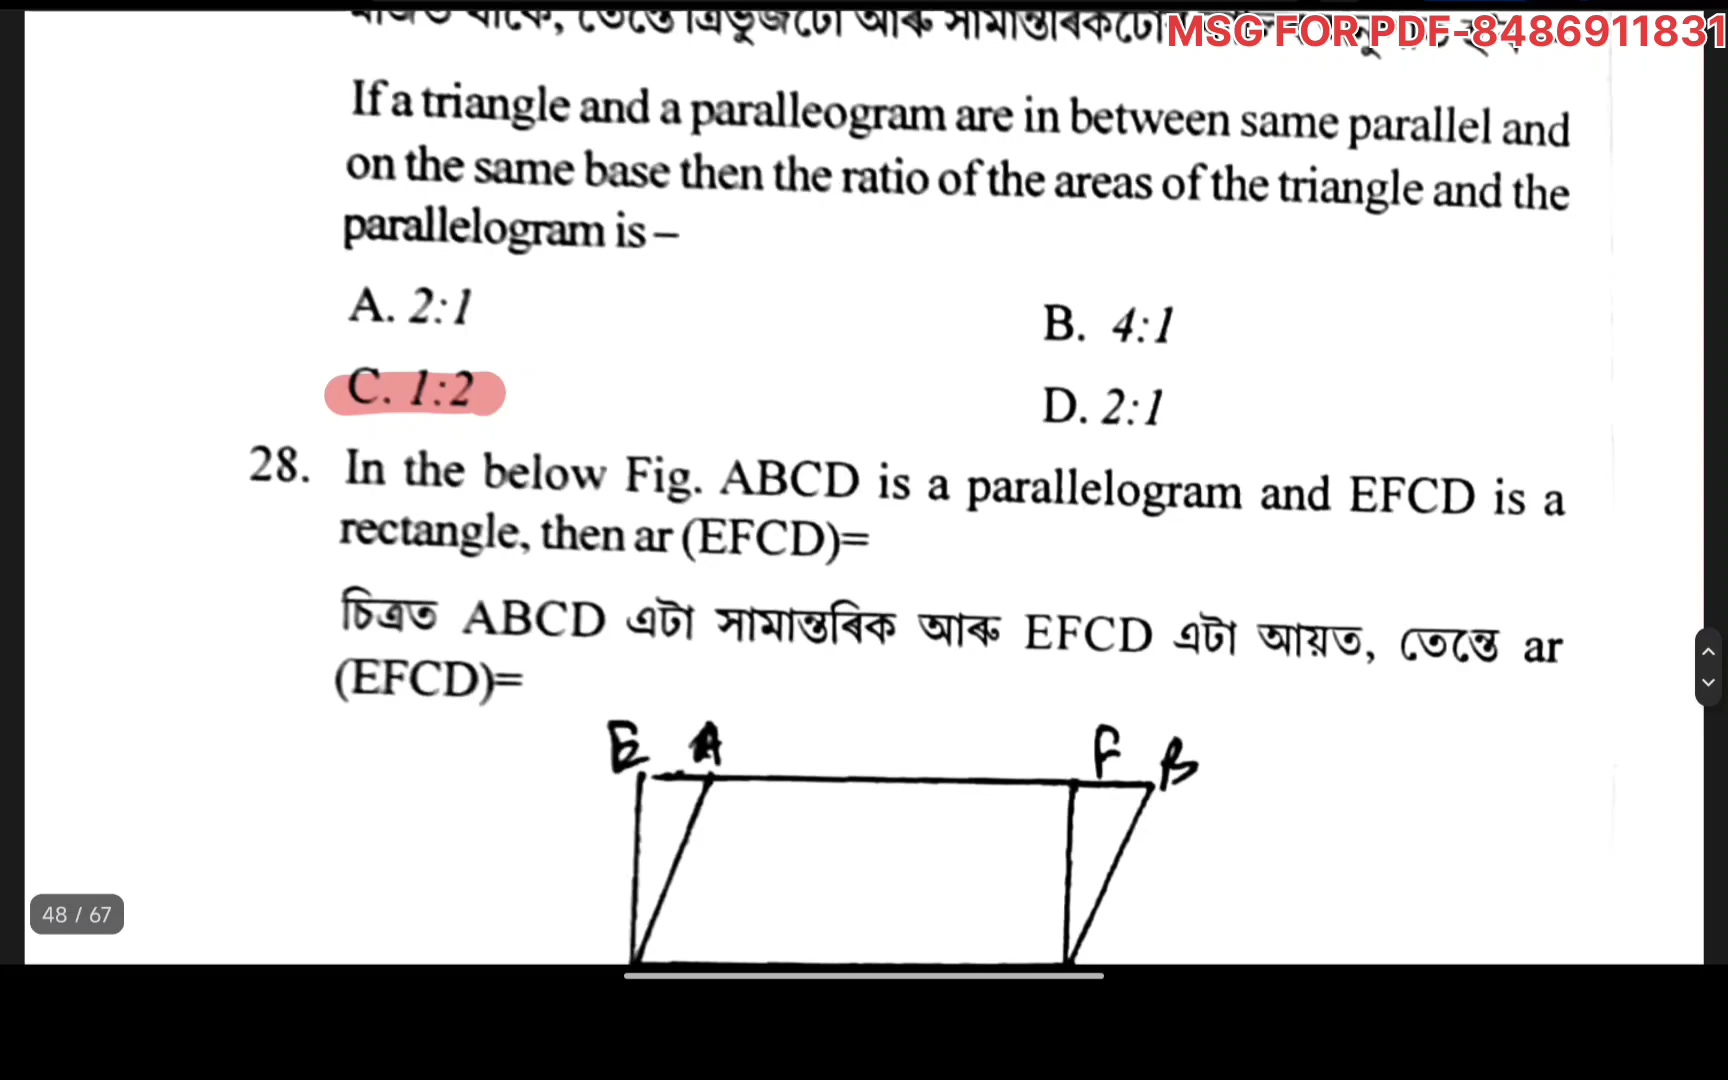 MSG FOR PDF-8486911831
If a triangle and a paralleogram are in between same parallel and
on the same base then the ratio of the areas of the triangle and the
parallelogram is –
A. 2:1
B. 4:1
C. 1:2
D. 2:1
28. In the below Fig. ABCD is a parallelogram and EFCD is a
rectangle, then ar (EFCD)=
চিত্ৰত ABCD এটা সামান্তৰিক আৰু EFCD এটা আয়ত, তেন্তে ar
(EFCD)=
E A F B
48 / 67